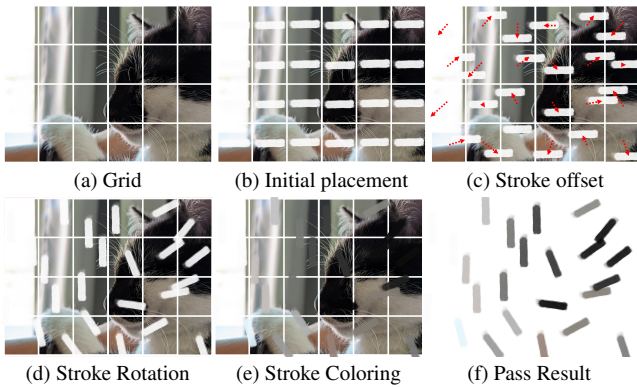 (a) Grid
(b) Initial placement
(c) Stroke offset
(d) Stroke Rotation
(e) Stroke Coloring
(f) Pass Result